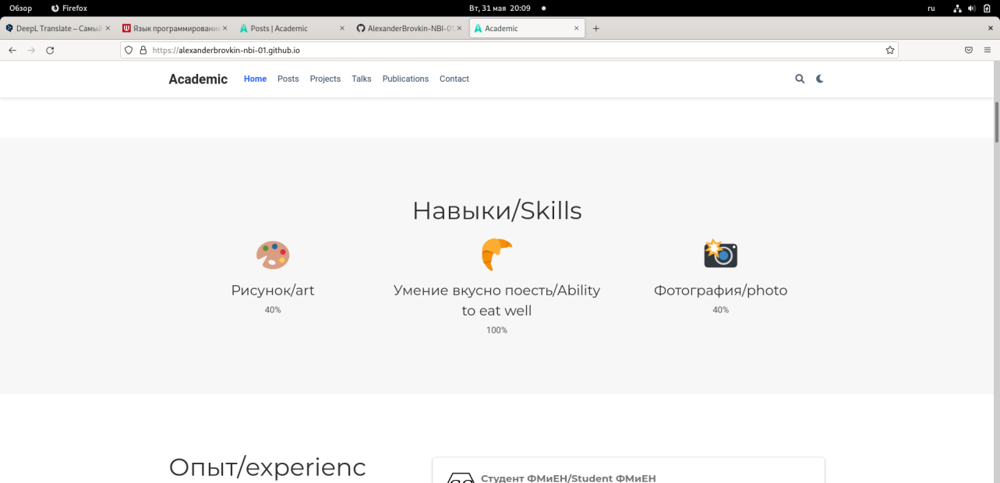 Обзор Firefox Вт, 31 мая 20:09 ru
DeepL Translate – Самый Язык программирования Posts | Academic AlexanderBrovkin-NBI-01 Academic
https://alexanderbrovkin-nbi-01.github.io
Academic Home Posts Projects Talks Publications Contact
Навыки/Skills
Рисунок/art
40%
Умение вкусно поесть/Ability
to eat well
100%
Фотография/photo
40%
Опыт/experienc
Студент ФМиЕН/Student ФМиЕН